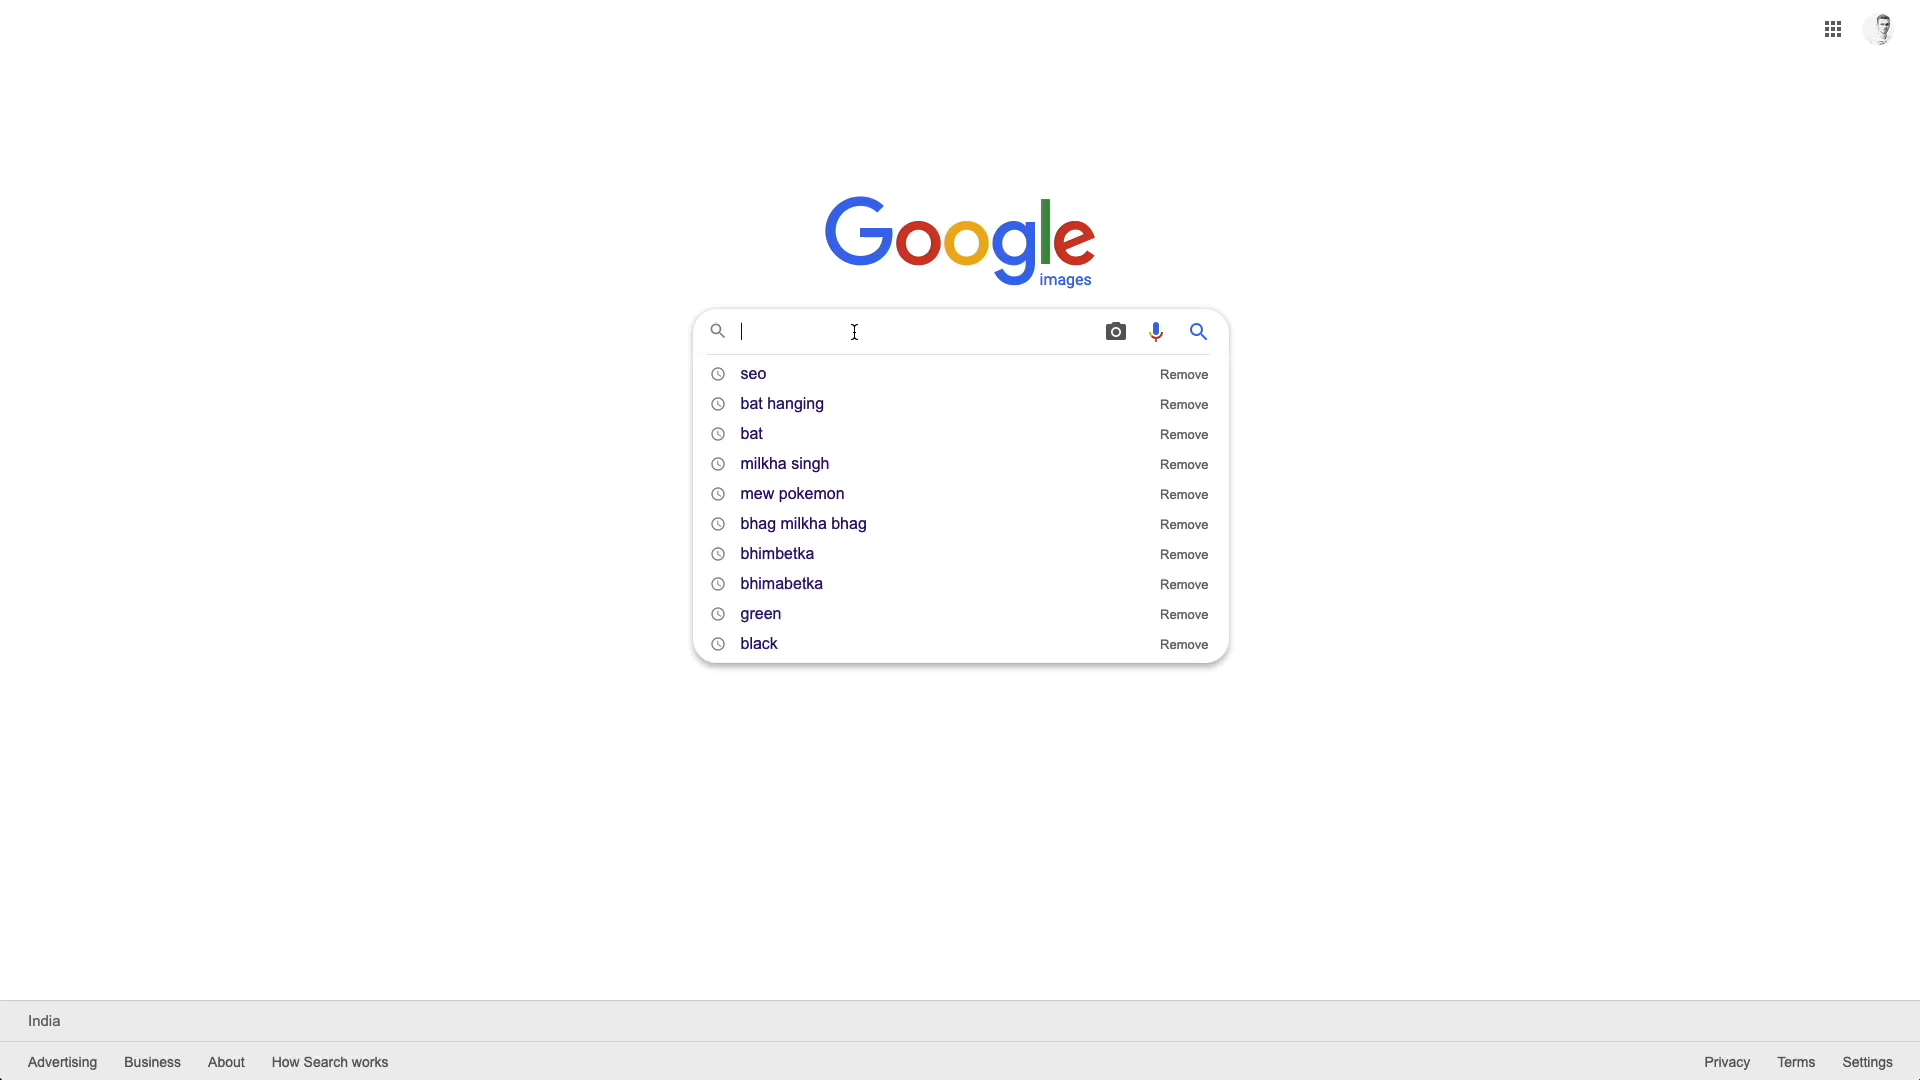 Google
images
seo Remove
bat hanging Remove
bat Remove
milkha singh Remove
mew pokemon Remove
bhag milkha bhag Remove
bhimbetka Remove
bhimabetka Remove
green Remove
black Remove
India
Advertising Business About How Search works Privacy Terms Settings